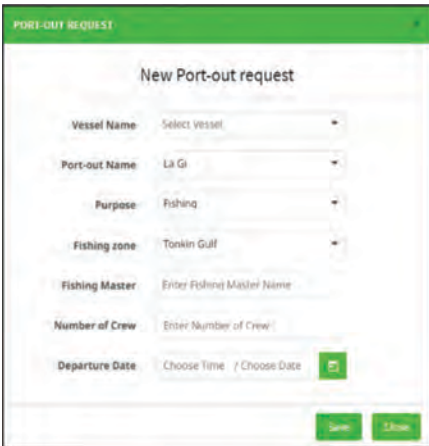 PORT-OUT REQUEST
New Port-out request
Vessel Name Select Vessel
Port-out Name La Gi
Purpose Fishing
Fishing zone Tonkin Gulf
Fishing Master Enter Fishing Master Name
Number of Crew Enter Number of Crew
Departure Date Choose Time / Choose Date
Save Close